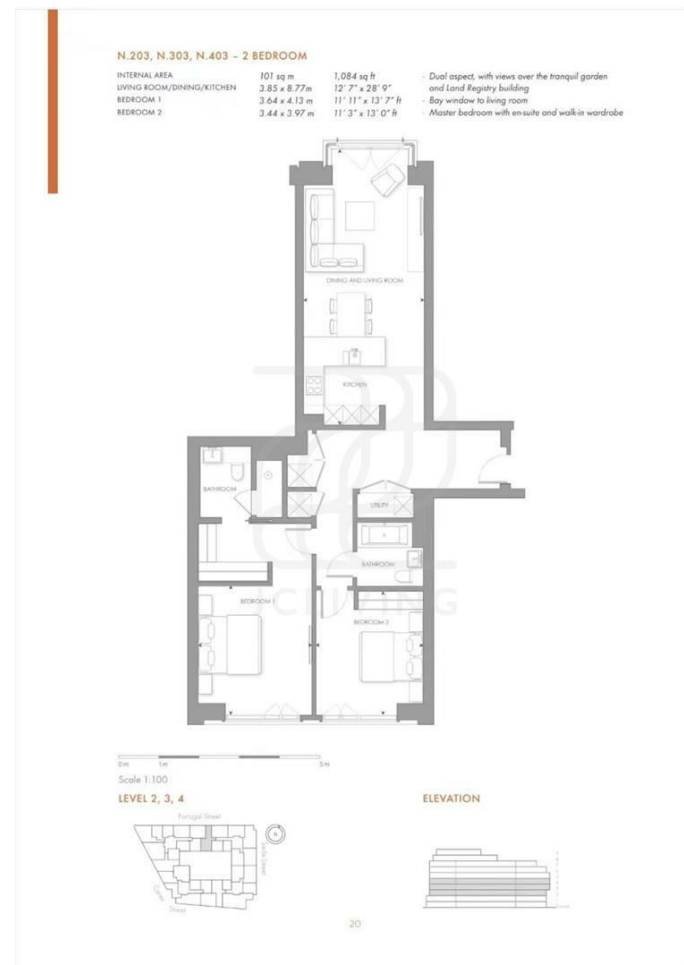 N.203, N.303, N.403 – 2 BEDROOM
INTERNAL AREA 101 sq m 1,084 sq ft
LIVING ROOM/DINING/KITCHEN 3.85 x 8.77m 12' 7" x 28' 9"
BEDROOM 1 3.64 x 4.13 m 11' 11" x 13' 7" ft
BEDROOM 2 3.44 x 3.97 m 11' 3" x 13' 0" ft
- Dual aspect, with views over the tranquil garden
and Land Registry building
- Bay window to living room
- Master bedroom with en-suite and walk-in wardrobe
DINING AND LIVING ROOM
KITCHEN
BATHROOM
UTILITY
BATHROOM
BEDROOM 1
BEDROOM 2
LIVING
0m 1m 5m
Scale 1:100
LEVEL 2, 3, 4
ELEVATION
Portugal Street
N
Serle Street
Carey
Street
20